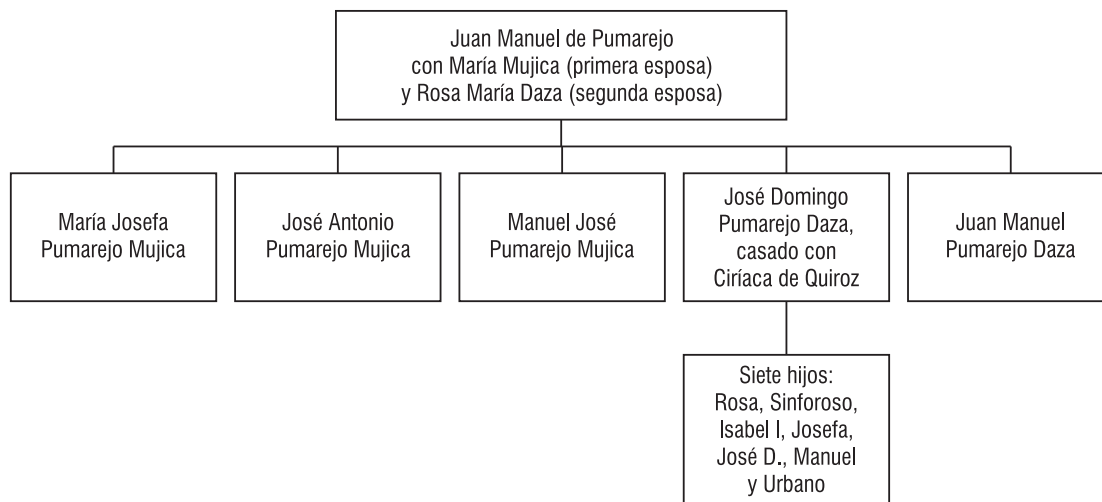 Juan Manuel de Pumarejo
con María Mujica (primera esposa)
y Rosa María Daza (segunda esposa)
María Josefa
Pumarejo Mujica
José Antonio
Pumarejo Mujica
Manuel José
Pumarejo Mujica
José Domingo
Pumarejo Daza,
casado con
Ciríaca de Quiroz
Juan Manuel
Pumarejo Daza
Siete hijos:
Rosa, Sinforoso,
Isabel I, Josefa,
José D., Manuel
y Urbano